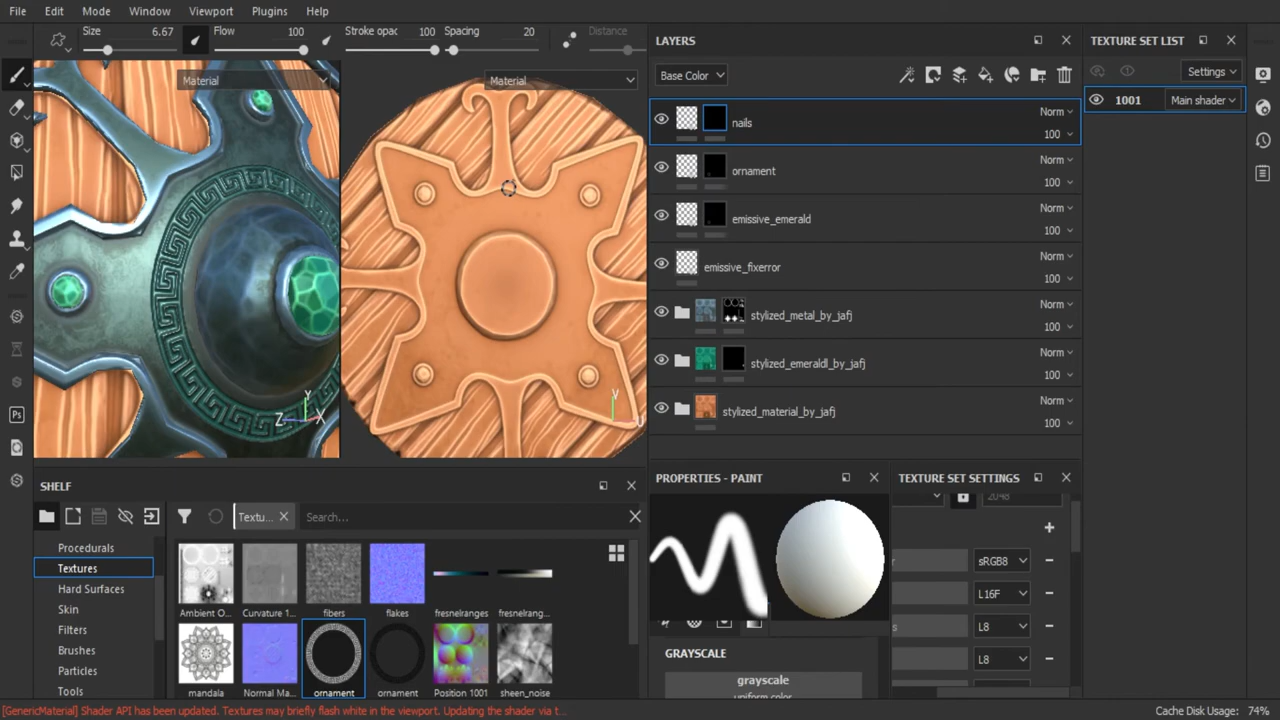 File Edit Mode Window Viewport Plugins Help
Size 6.67 Flow 100 Stroke opac 100 Spacing 20 Distance
Material
Material
LAYERS
Base Color
nails Norm 100
ornament Norm 100
emissive_emerald Norm 100
emissive_fixerror Norm 100
stylized_metal_by_jafj Norm 100
stylized_emeraldl_by_jafj Norm 100
stylized_material_by_jafj Norm 100
TEXTURE SET LIST
Settings
1001 Main shader
Y
Z X
V
U
Ps
SHELF
Textu... Search...
Procedurals
Textures
Hard Surfaces
Skin
Filters
Brushes
Particles
Tools
Ambient O... Curvature 1... fibers flakes fresnelranges fresnelrang...
mandala Normal Ma... ornament ornament Position 1001 sheen_noise
PROPERTIES - PAINT
GRAYSCALE
grayscale
uniform color
TEXTURE SET SETTINGS
2048
sRGB8
L16F
L8
L8
[GenericMaterial] Shader API has been updated. Textures may briefly flash white in the viewport. Updating the shader via t...
Cache Disk Usage: 74%